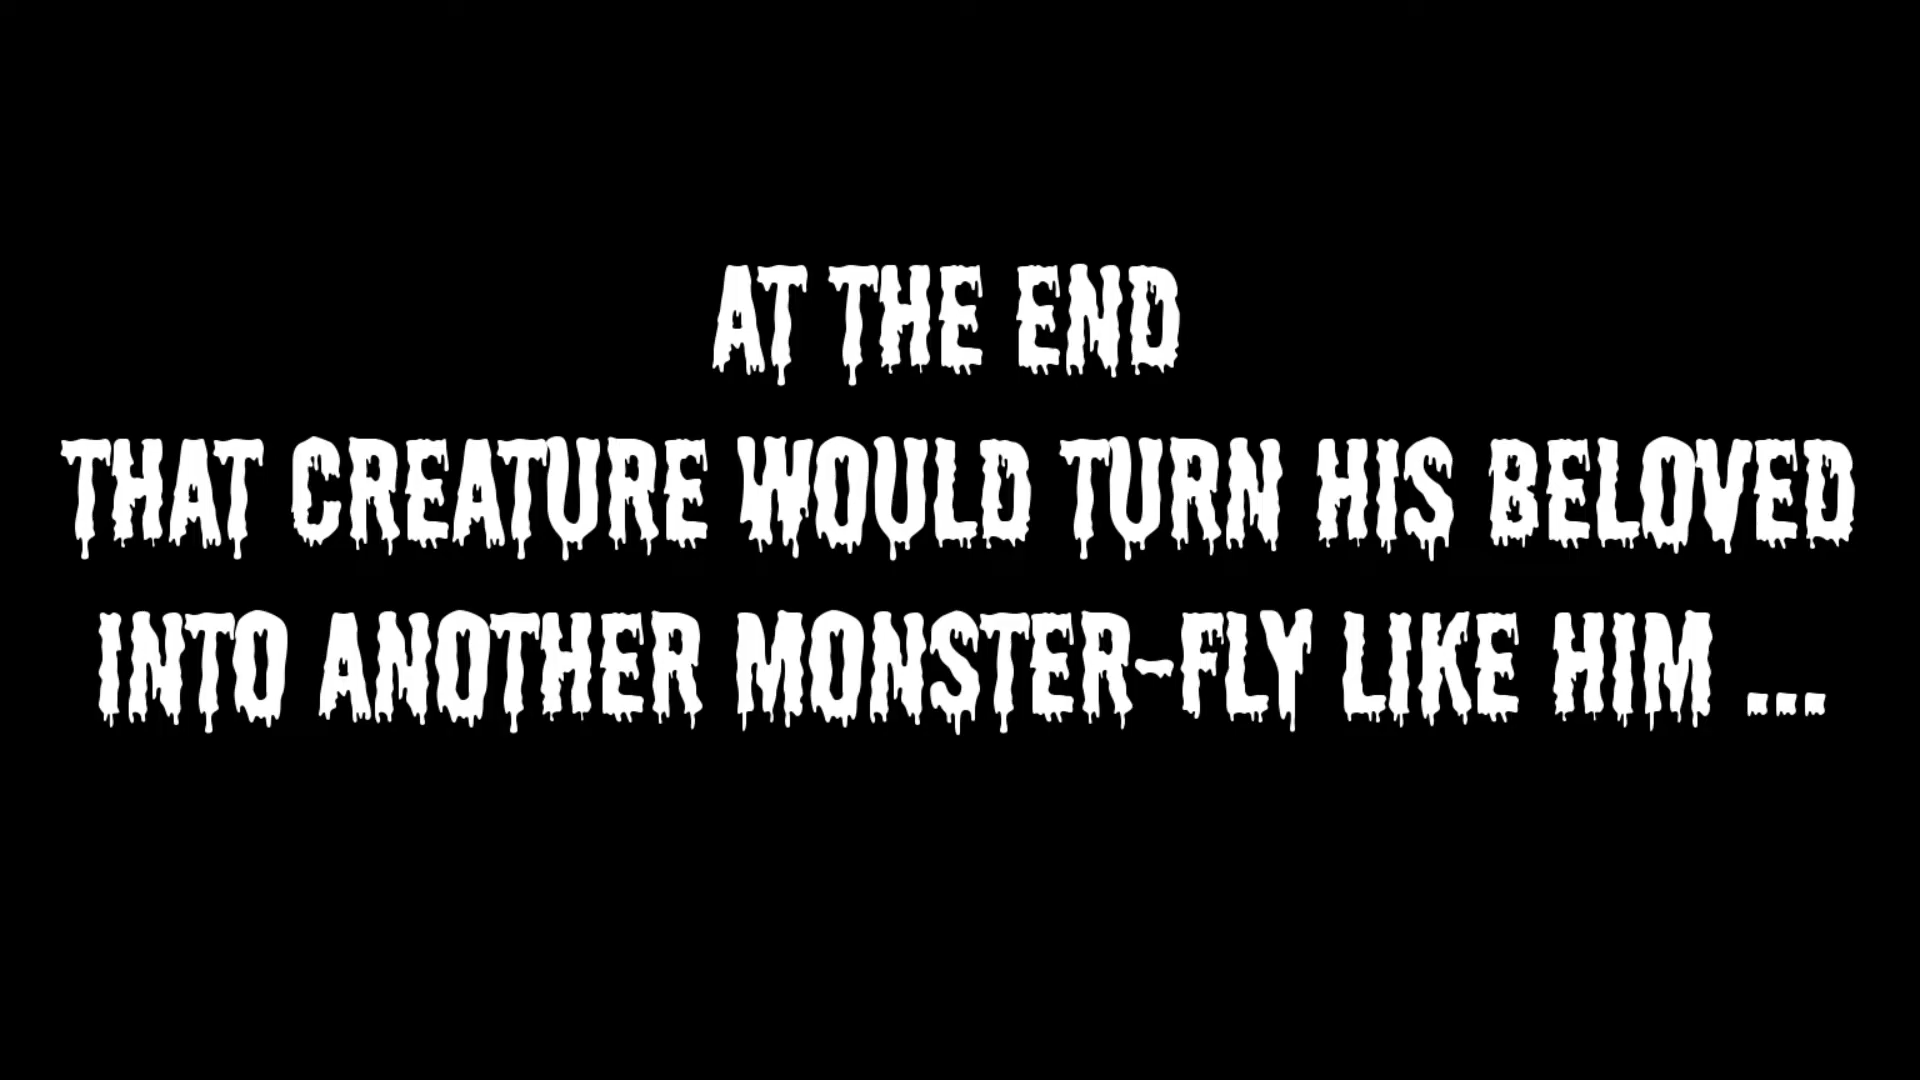 AT THE END
THAT CREATURE WOULD TURN HIS BELOVED
INTO ANOTHER MONSTER-FLY LIKE HIM ...